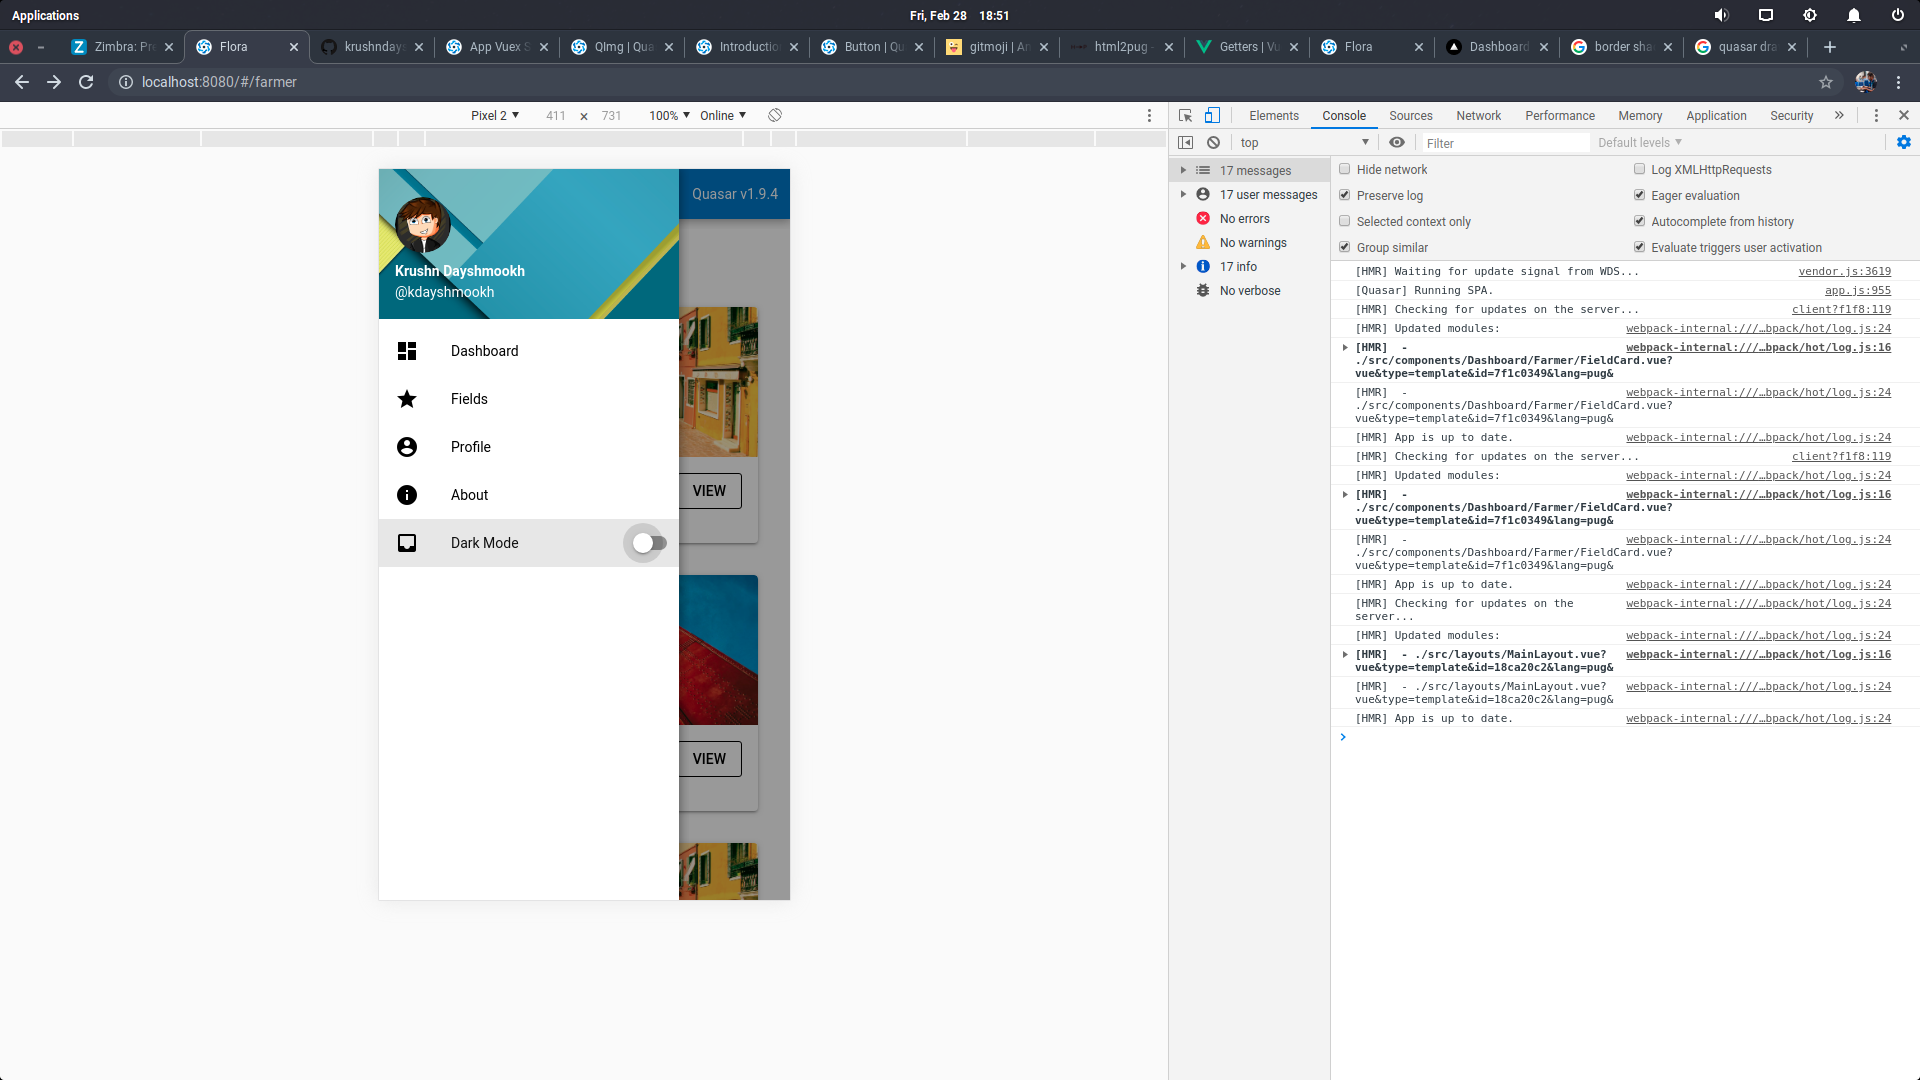 Applications
Fri, Feb 28 18:51
Zimbra: Pr
Flora
krushnday
App Vuex S
QImg | Qua
Introductio
Button | Qu
gitmoji | An
html2pug -
Getters | Vu
Flora
Dashboard
border sha
quasar dra
localhost:8080/#/farmer
Pixel 2 411 × 731 100% Online
Elements Console Sources Network Performance Memory Application Security
top Filter Default levels
Quasar v1.9.4
Krushn Dayshmookh
@kdayshmookh
Dashboard
Fields
Profile
About
Dark Mode
VIEW
VIEW
17 messages
17 user messages
No errors
No warnings
17 info
No verbose
Hide network Log XMLHttpRequests
Preserve log Eager evaluation
Selected context only Autocomplete from history
Group similar Evaluate triggers user activation
[HMR] Waiting for update signal from WDS... vendor.js:3619
[Quasar] Running SPA. app.js:955
[HMR] Checking for updates on the server... client?f1f8:119
[HMR] Updated modules: webpack-internal:///…bpack/hot/log.js:24
[HMR] - webpack-internal:///…bpack/hot/log.js:16
./src/components/Dashboard/Farmer/FieldCard.vue?
vue&type=template&id=7f1c0349&lang=pug&
[HMR] - webpack-internal:///…bpack/hot/log.js:24
./src/components/Dashboard/Farmer/FieldCard.vue?
vue&type=template&id=7f1c0349&lang=pug&
[HMR] App is up to date. webpack-internal:///…bpack/hot/log.js:24
[HMR] Checking for updates on the server... client?f1f8:119
[HMR] Updated modules: webpack-internal:///…bpack/hot/log.js:24
[HMR] - webpack-internal:///…bpack/hot/log.js:16
./src/components/Dashboard/Farmer/FieldCard.vue?
vue&type=template&id=7f1c0349&lang=pug&
[HMR] - webpack-internal:///…bpack/hot/log.js:24
./src/components/Dashboard/Farmer/FieldCard.vue?
vue&type=template&id=7f1c0349&lang=pug&
[HMR] App is up to date. webpack-internal:///…bpack/hot/log.js:24
[HMR] Checking for updates on the webpack-internal:///…bpack/hot/log.js:24
server...
[HMR] Updated modules: webpack-internal:///…bpack/hot/log.js:24
[HMR] - ./src/layouts/MainLayout.vue? webpack-internal:///…bpack/hot/log.js:16
vue&type=template&id=18ca20c2&lang=pug&
[HMR] - ./src/layouts/MainLayout.vue? webpack-internal:///…bpack/hot/log.js:24
vue&type=template&id=18ca20c2&lang=pug&
[HMR] App is up to date. webpack-internal:///…bpack/hot/log.js:24